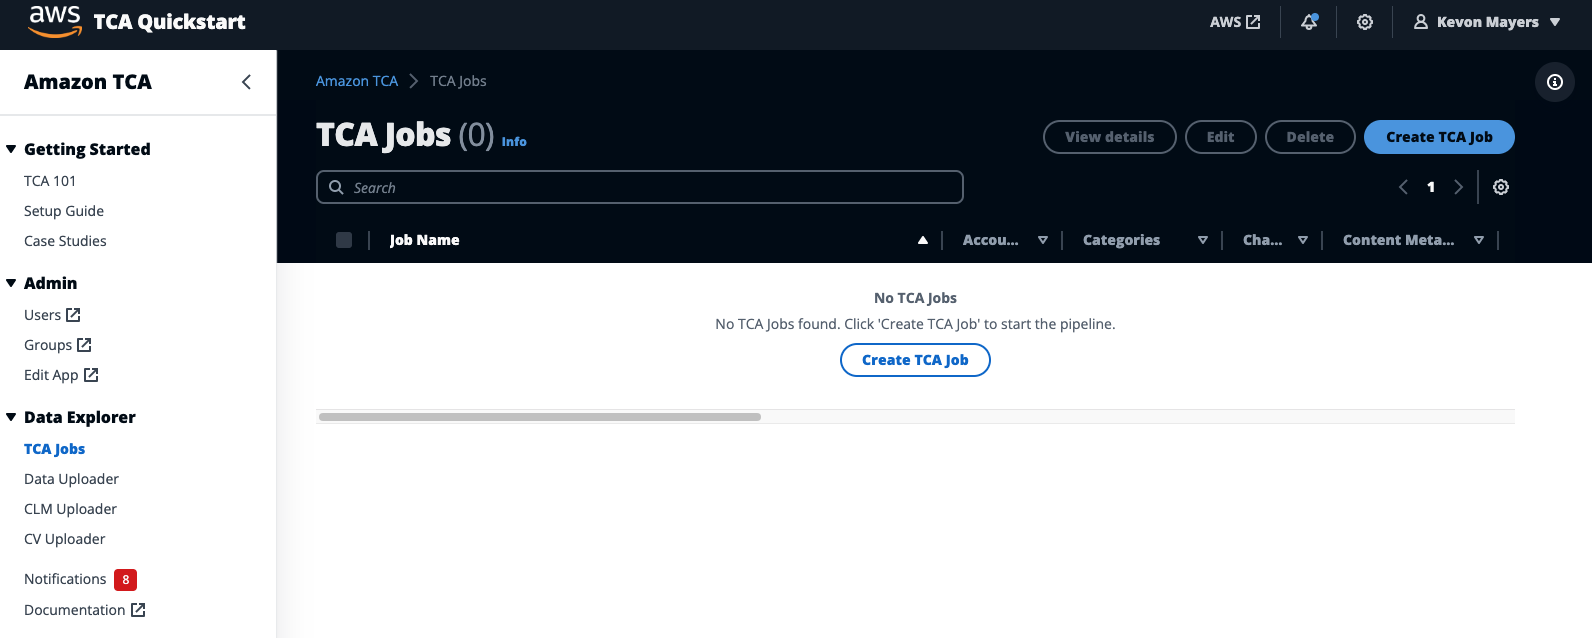 aws TCA Quickstart
AWS
Kevon Mayers
Amazon TCA
Getting Started
TCA 101
Setup Guide
Case Studies
Admin
Users
Groups
Edit App
Data Explorer
TCA Jobs
Data Uploader
CLM Uploader
CV Uploader
Notifications 8
Documentation
Amazon TCA > TCA Jobs
TCA Jobs (0) Info
View details
Edit
Delete
Create TCA Job
Search
1
Job Name
Accou...
Categories
Cha...
Content Meta...
No TCA Jobs
No TCA Jobs found. Click 'Create TCA Job' to start the pipeline.
Create TCA Job